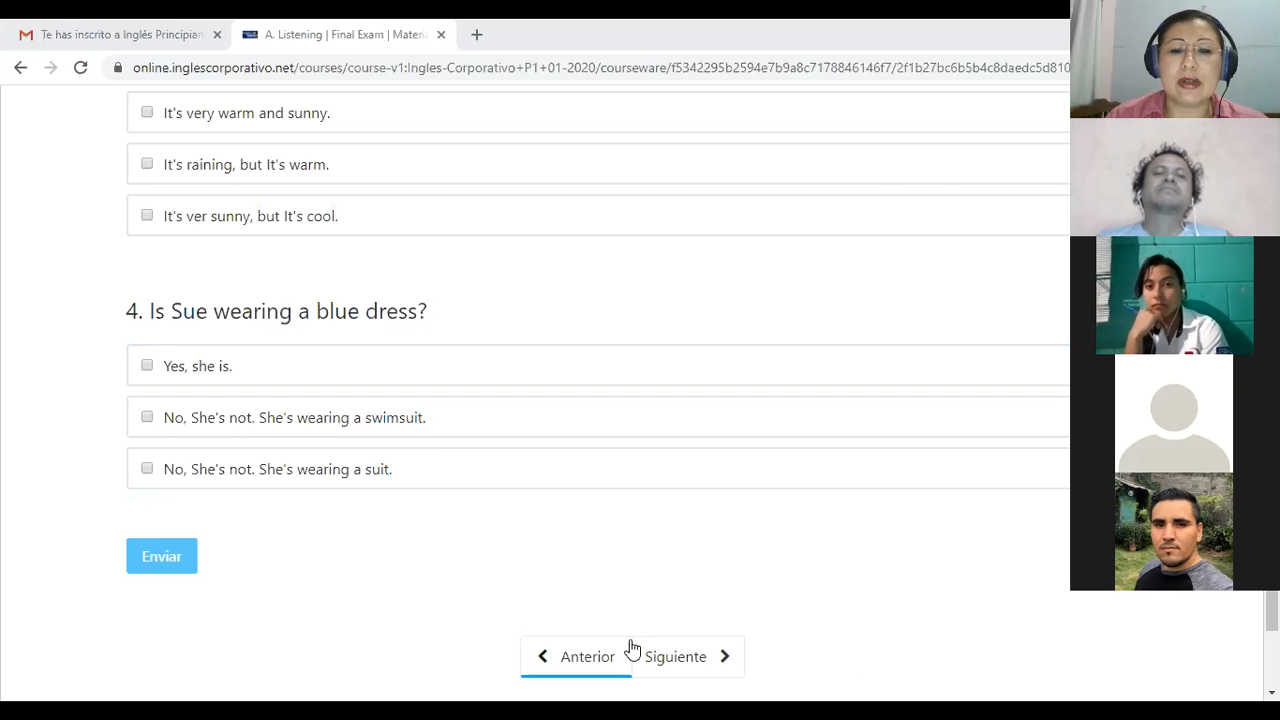 Te has inscrito a Inglés Principian
A. Listening | Final Exam | Materi
online.inglescorporativo.net/courses/course-v1:Ingles-Corporativo+P1+01-2020/courseware/f5342295b2594e7b9a8c7178846146f7/2f1b27bc6b5b4c8daedc5d810
It's very warm and sunny.
It's raining, but It's warm.
It's ver sunny, but It's cool.
4. Is Sue wearing a blue dress?
Yes, she is.
No, She's not. She's wearing a swimsuit.
No, She's not. She's wearing a suit.
Enviar
Anterior
Siguiente